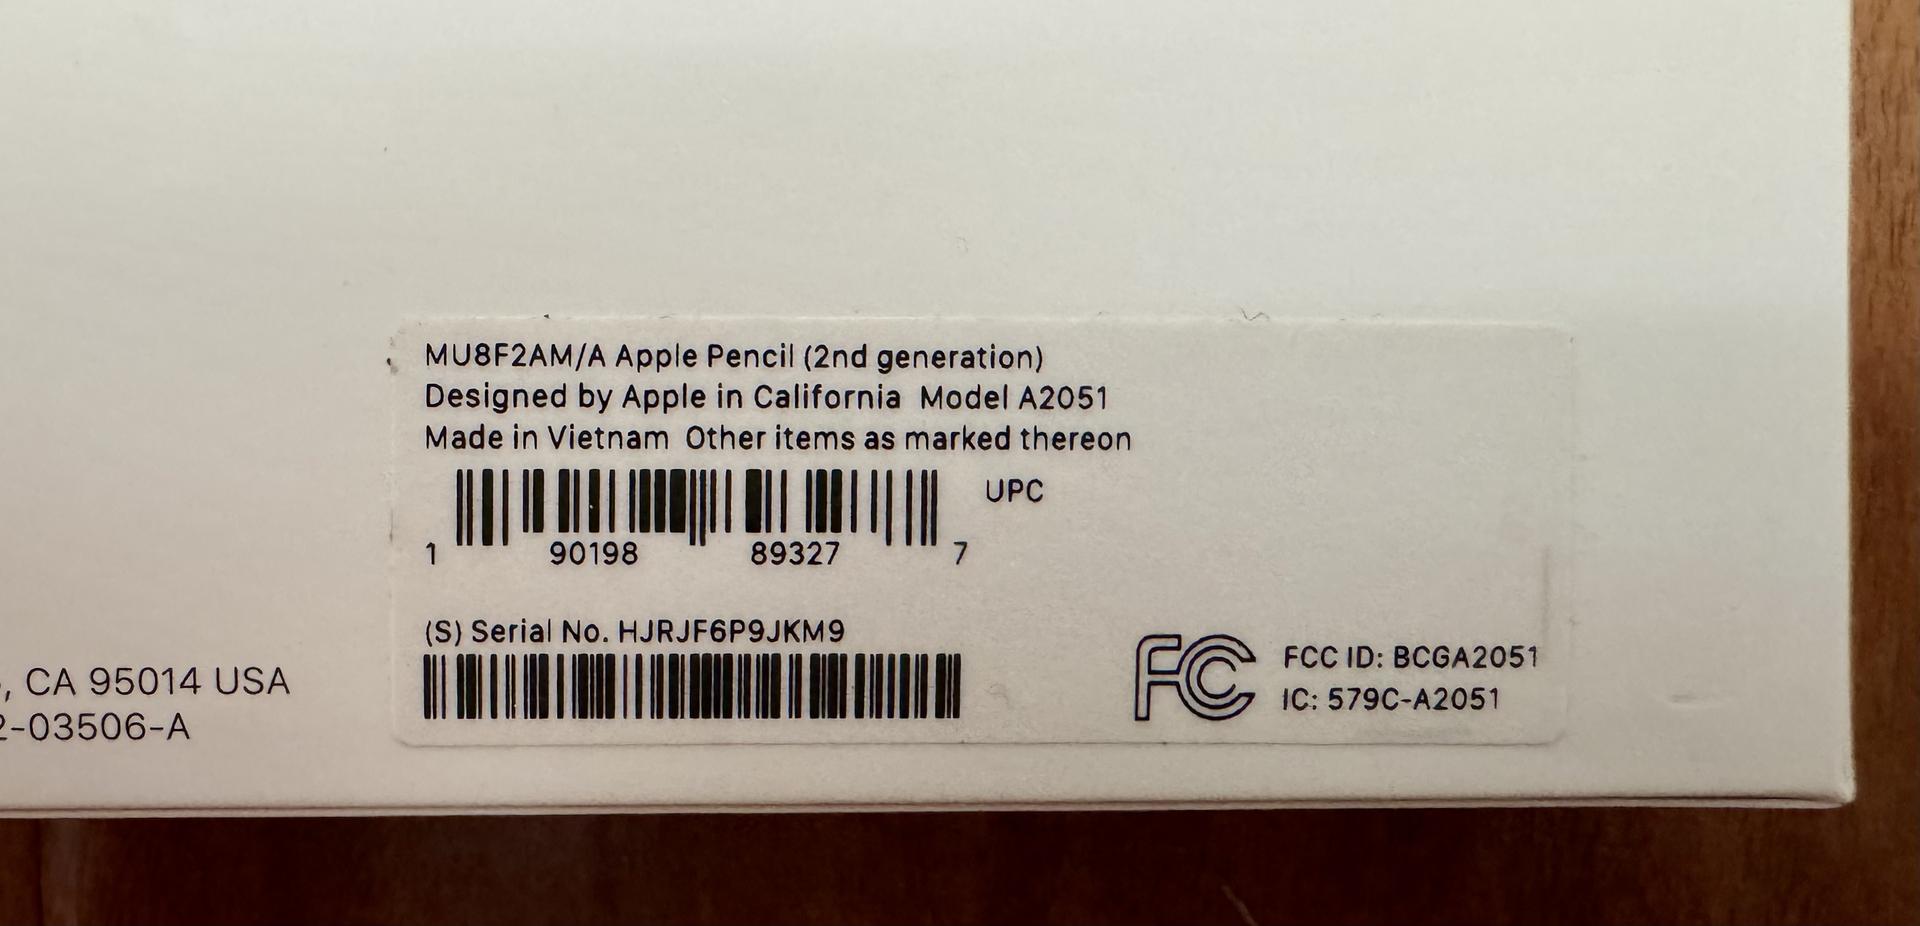 MU8F2AM/A Apple Pencil (2nd generation)
Designed by Apple in California Model A2051
Made in Vietnam Other items as marked thereon
UPC
1 90198 89327 7
(S) Serial No. HJRJF6P9JKM9
FC
FCC ID: BCGA2051
IC: 579C-A2051
, CA 95014 USA
2-03506-A